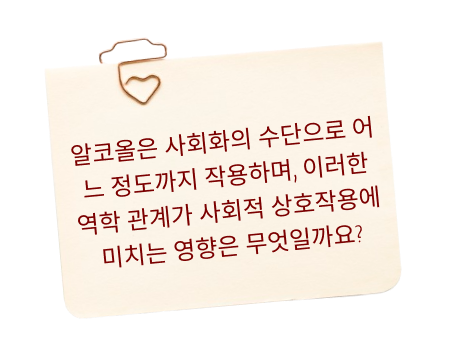 알코올은 사회화의 수단으로 어
느 정도까지 작용하며, 이러한
역학 관계가 사회적 상호작용에
미치는 영향은 무엇일까요?